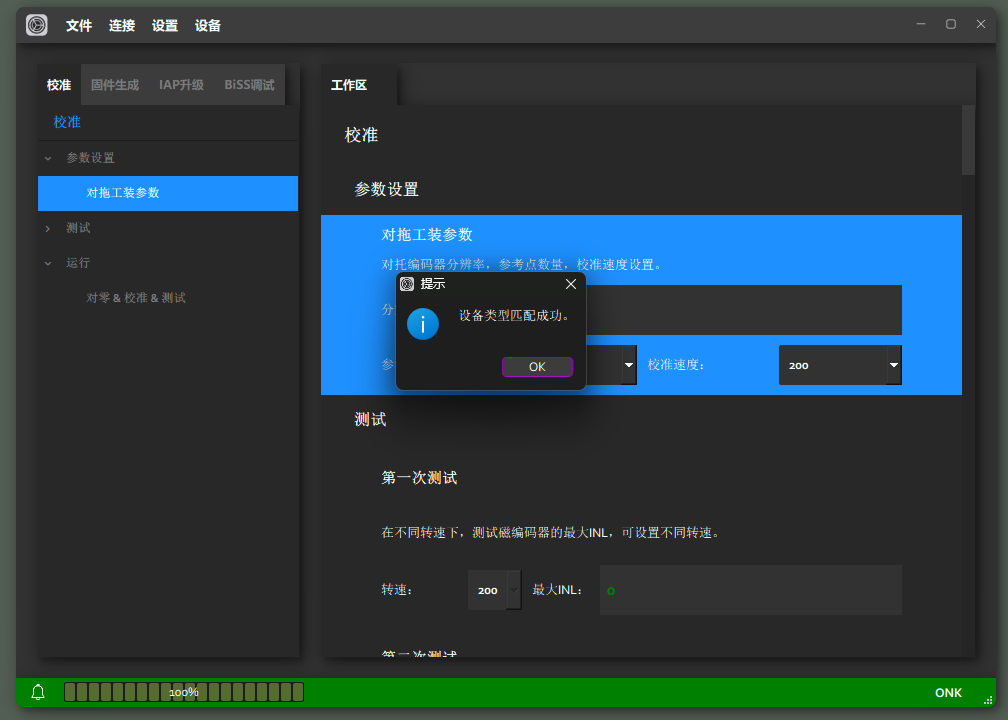 文件 连接 设置 设备
校准 固件生成 IAP升级 BiSS调试
工作区
校准
参数设置
对拖工装参数
测试
运行
对零 & 校准 & 测试
校准
参数设置
对拖工装参数
对托编码器分辨率，参考点数量，校准速度设置。
分
参
校准速度：
200
提示
设备类型匹配成功。
OK
测试
第一次测试
在不同转速下，测试磁编码器的最大INL，可设置不同转速。
转速：
200
最大INL：
0
第二次测试
100%
ONK